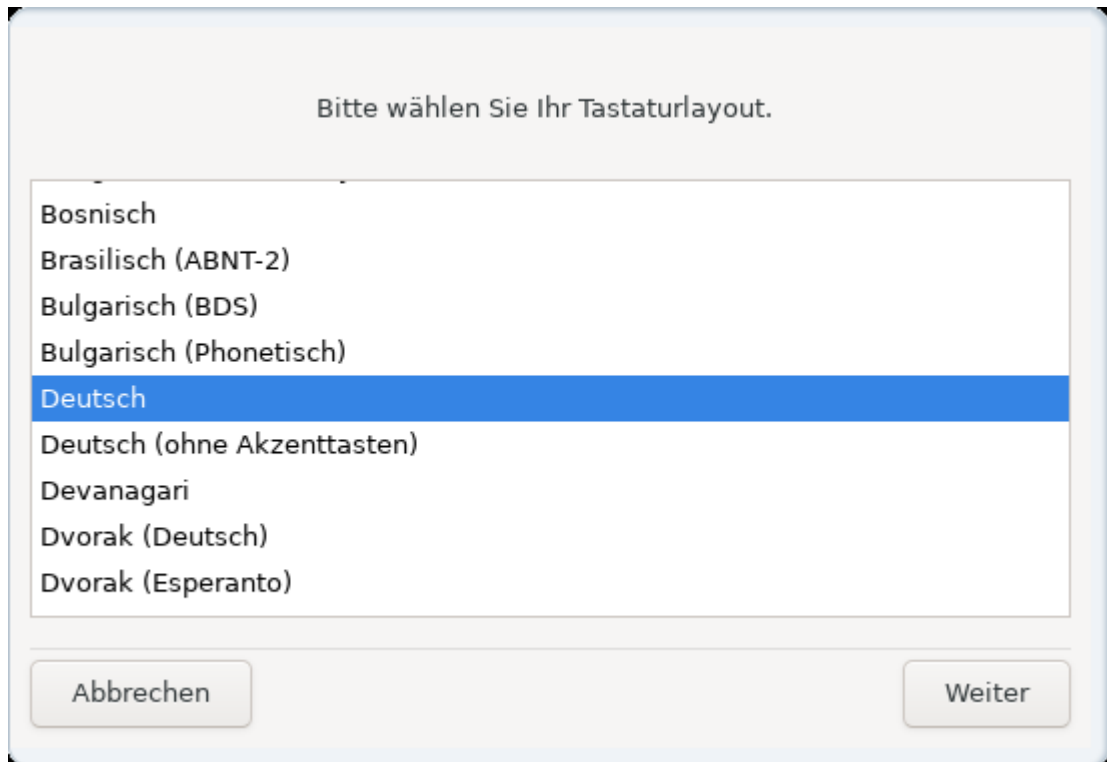 Bitte wählen Sie Ihr Tastaturlayout.
Bosnisch
Brasilisch (ABNT-2)
Bulgarisch (BDS)
Bulgarisch (Phonetisch)
Deutsch
Deutsch (ohne Akzenttasten)
Devanagari
Dvorak (Deutsch)
Dvorak (Esperanto)
Abbrechen
Weiter